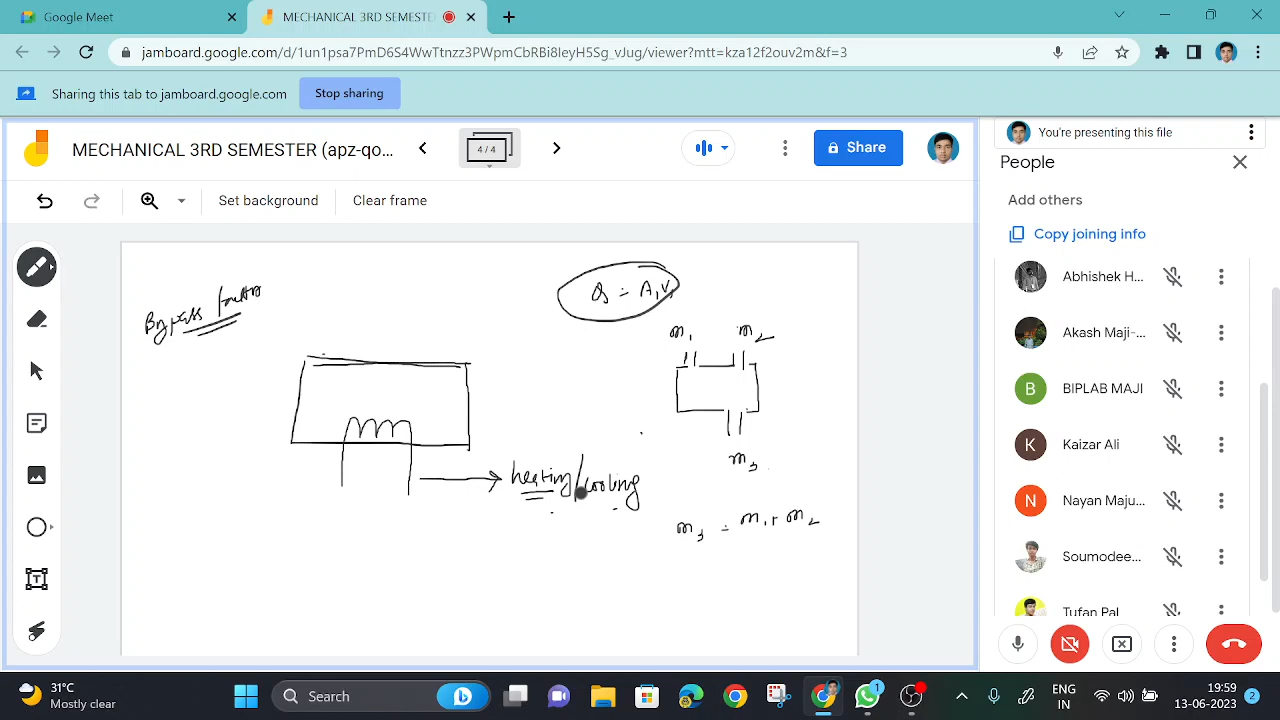 Google Meet
MECHANICAL 3RD SEMESTE
jamboard.google.com/d/1un1psa7PmD6S4WwTtnzz3PWpmCbRBi8leyH5Sg_vJug/viewer?mtt=kza12f2ouv2m&f=3
Sharing this tab to jamboard.google.com
Stop sharing
You're presenting this file
MECHANICAL 3RD SEMESTER (apz-qo...
4 / 4
Share
People
Add others
Set background
Clear frame
Copy joining info
Abhishek H...
Akash Maji-...
B
BIPLAB MAJI
K
Kaizar Ali
N
Nayan Maju...
Soumodee...
Tufan Pal
Bypass factor
Q = A1V1
m1
m2
m3
heating/cooling
m3 = m1 + m2
31°C
Mostly clear
Search
1
ENG
IN
19:59
13-06-2023
2